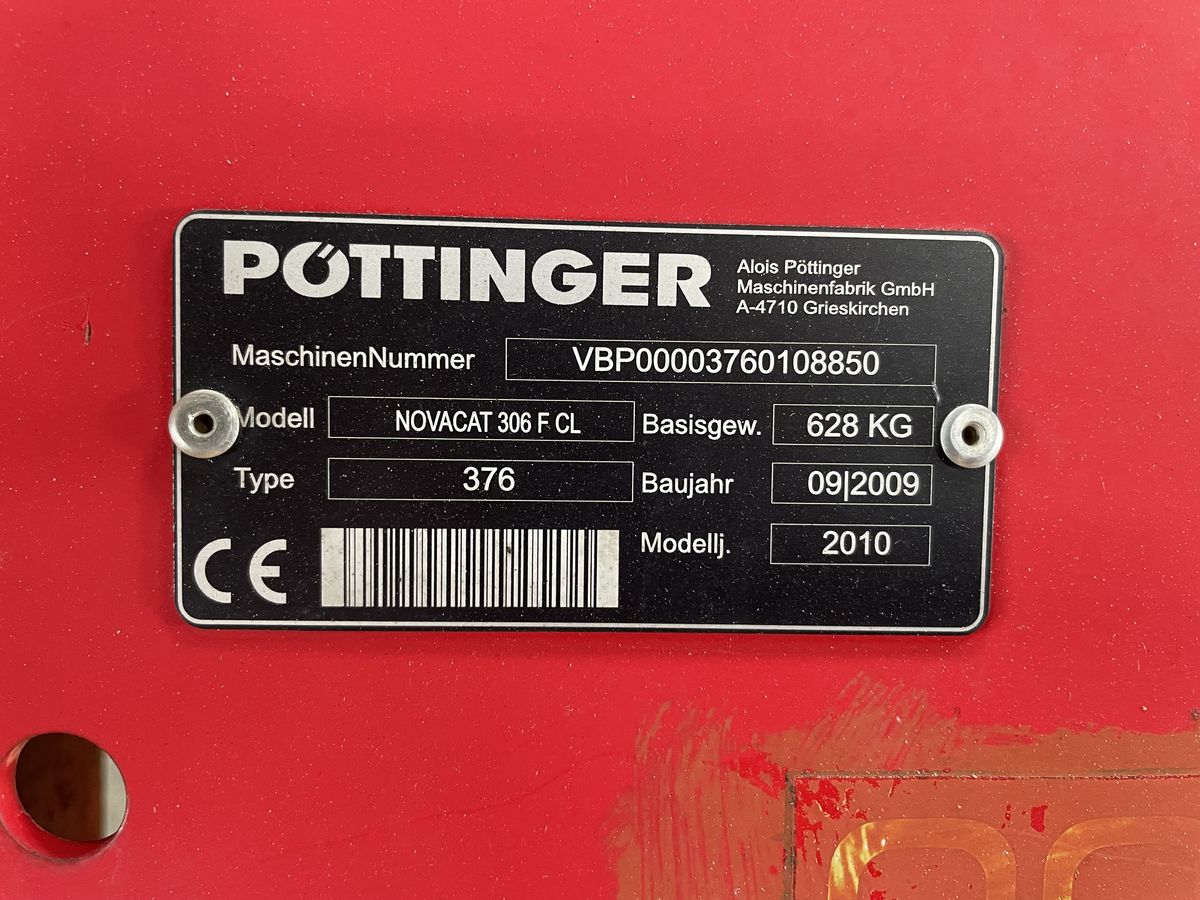 PÖTTINGER
Alois Pöttinger
Maschinenfabrik GmbH
A-4710 Grieskirchen
MaschinenNummer VBP00003760108850
Modell NOVACAT 306 F CL Basisgew. 628 KG
Type 376 Baujahr 09|2009
CE Modellj. 2010